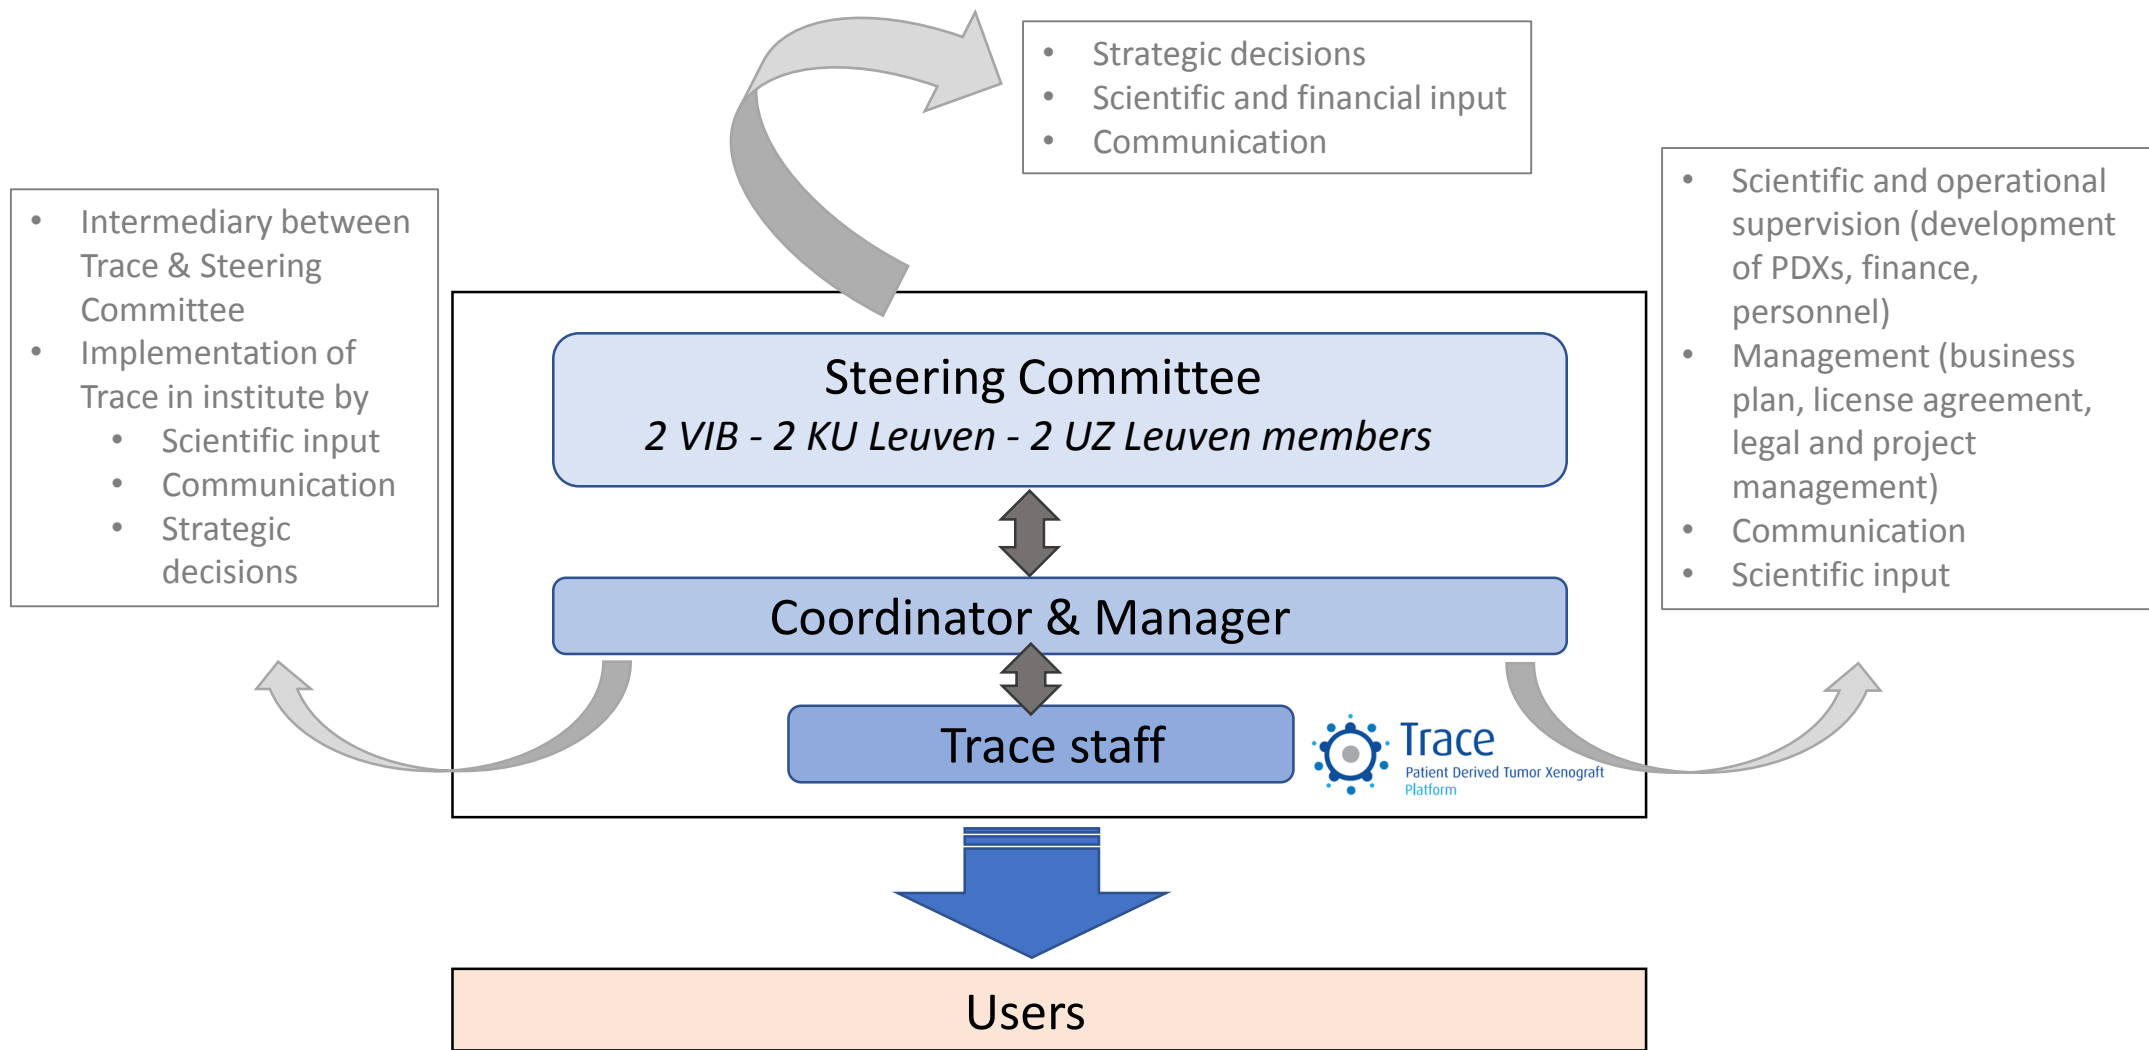 • Strategic decisions
• Scientific and financial input
• Communication
• Intermediary between
Trace & Steering
Committee
• Implementation of
Trace in institute by
• Scientific input
• Communication
• Strategic
decisions
• Scientific and operational
supervision (development
of PDXs, finance,
personnel)
• Management (business
plan, license agreement,
legal and project
management)
• Communication
• Scientific input
Steering Committee
2 VIB - 2 KU Leuven - 2 UZ Leuven members
Coordinator & Manager
Trace staff
Trace
Patient Derived Tumor Xenograft
Platform
Users